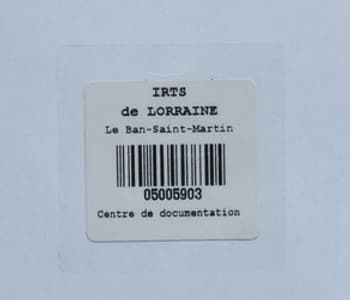 IRTS
de LORRAINE
Le Ban-Saint-Martin
05005903
Centre de documentation